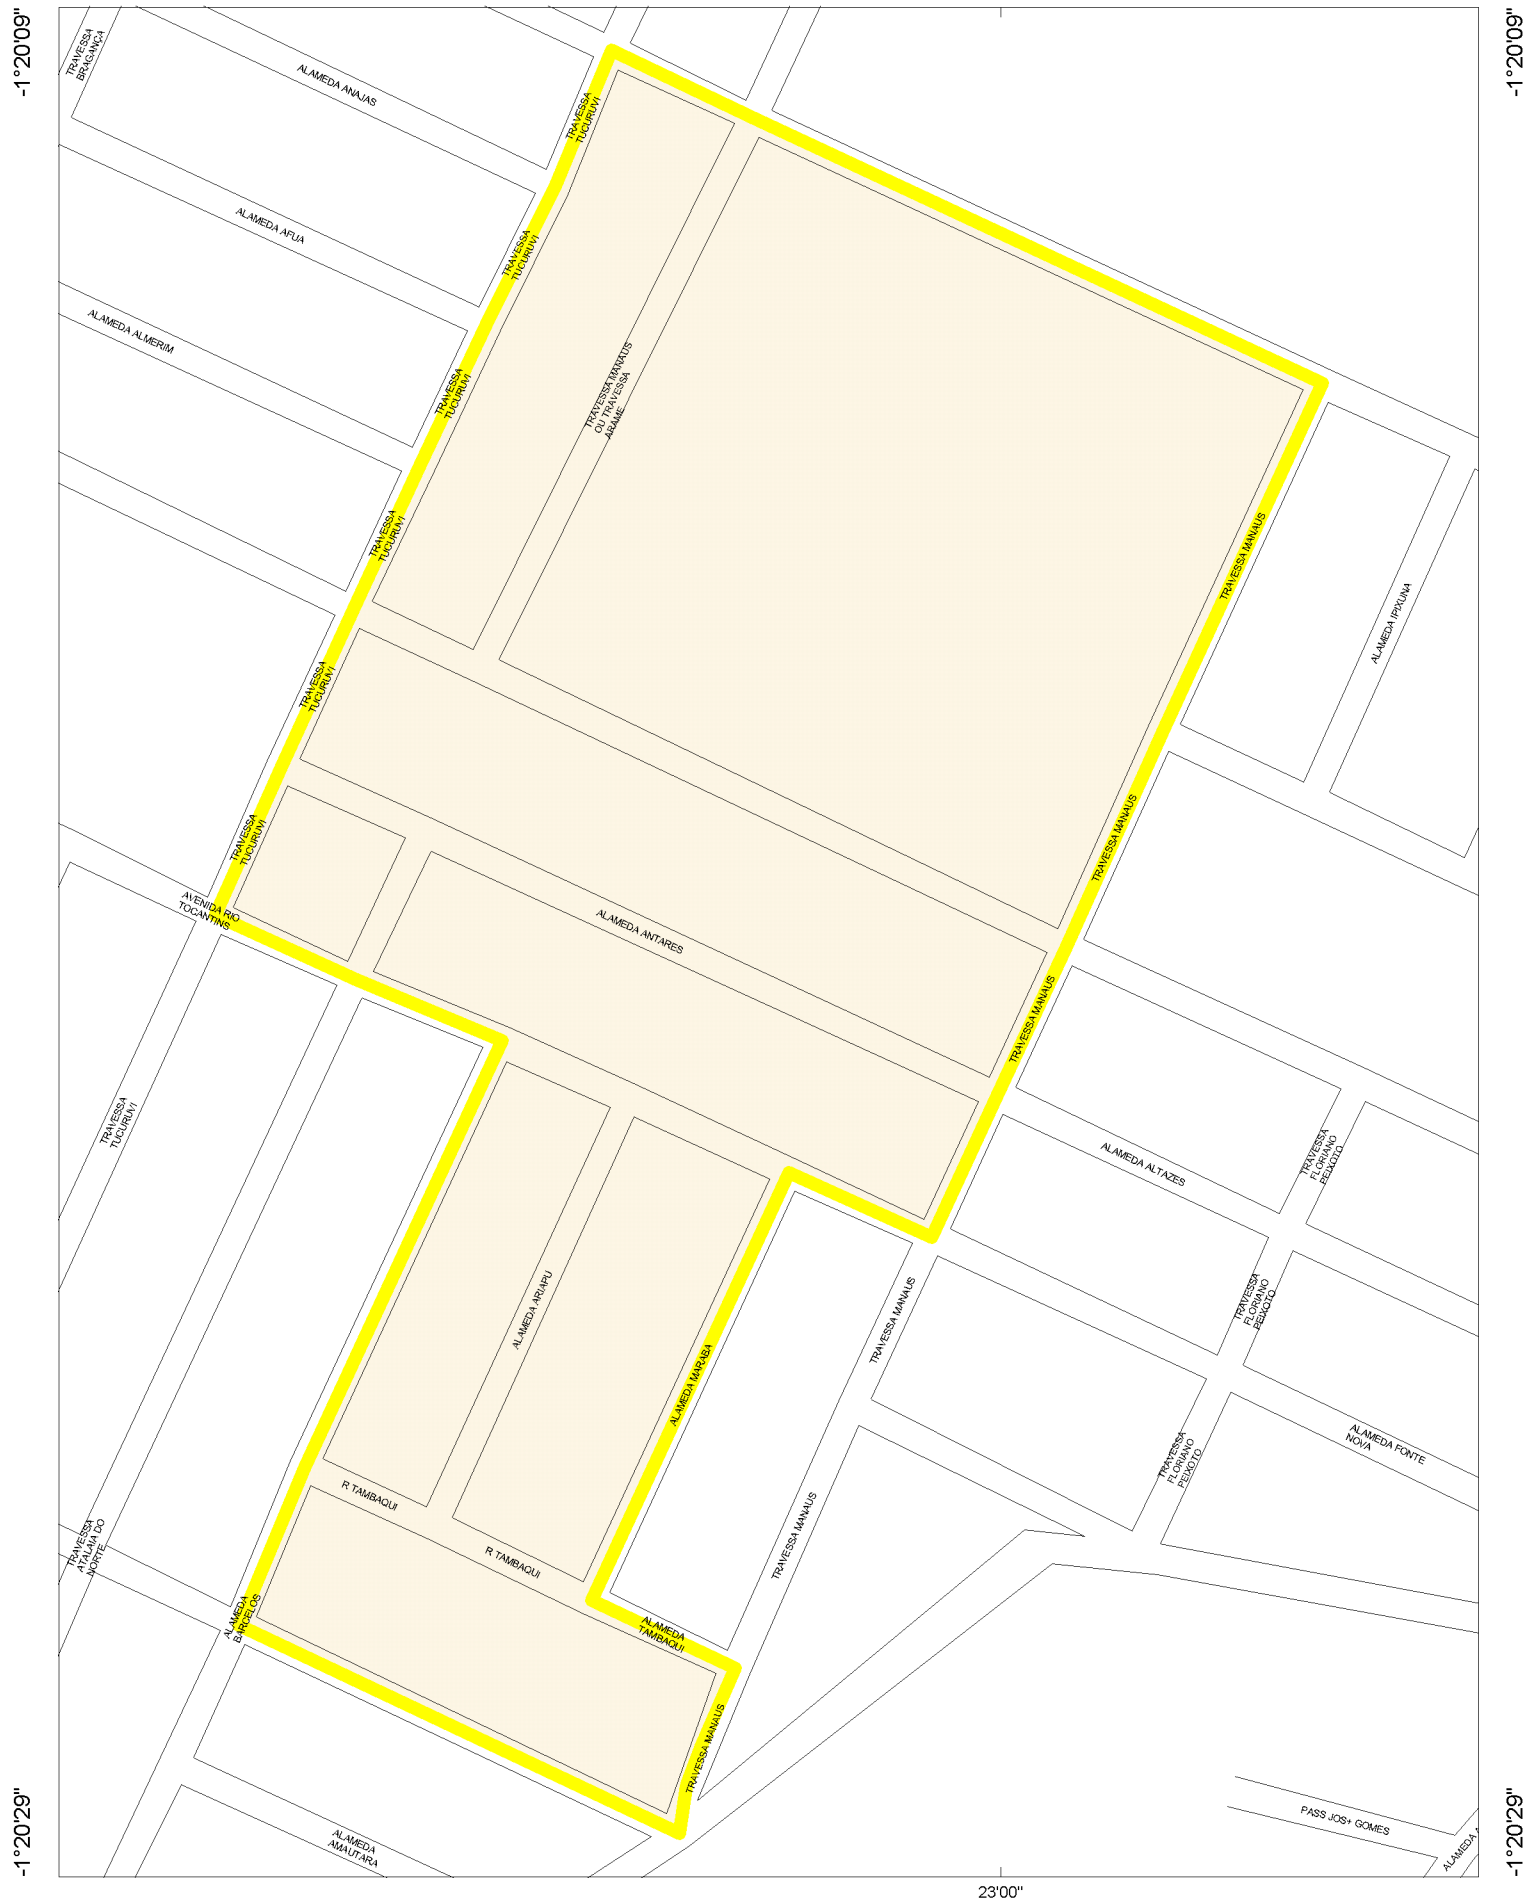 -1°20'09"
-1°20'09"
TRAVESSA
BRAGANÇA
ALAMEDA ANAJAS
TRAVESSA
TUCURUVI
ALAMEDA AFUA
TRAVESSA
TUCURUVI
ALAMEDA ALMERIM
TRAVESSA
TUCURUVI
TRAVESSA MANAUS
OU TRAVESSA
ARAME
TRAVESSA
TUCURUVI
TRAVESSA MANAUS
ALAMEDA IPIXUNA
TRAVESSA
TUCURUVI
TRAVESSA
TUCURUVI
TRAVESSA MANAUS
AVENIDA RIO
TOCANTINS
ALAMEDA ANTARES
TRAVESSA MANAUS
TRAVESSA
TUCURUVI
ALAMEDA ALTAZES
TRAVESSA
FLORIANO
PEIXOTO
ALAMEDA ARIAPU
TRAVESSA MANAUS
TRAVESSA
FLORIANO
PEIXOTO
ALAMEDA MARABA
ALAMEDA FONTE
NOVA
TRAVESSA
FLORIANO
PEIXOTO
R TAMBAQUI
TRAVESSA MANAUS
TRAVESSA
ATALAIA DO
NORTE
R TAMBAQUI
ALAMEDA
BARCELOS
ALAMEDA
TAMBAQUI
TRAVESSA MANAUS
PASS JOS+ GOMES
ALAMEDA
AMAUTARA
ALAMEDA A
-1°20'29"
-1°20'29"
23'00"